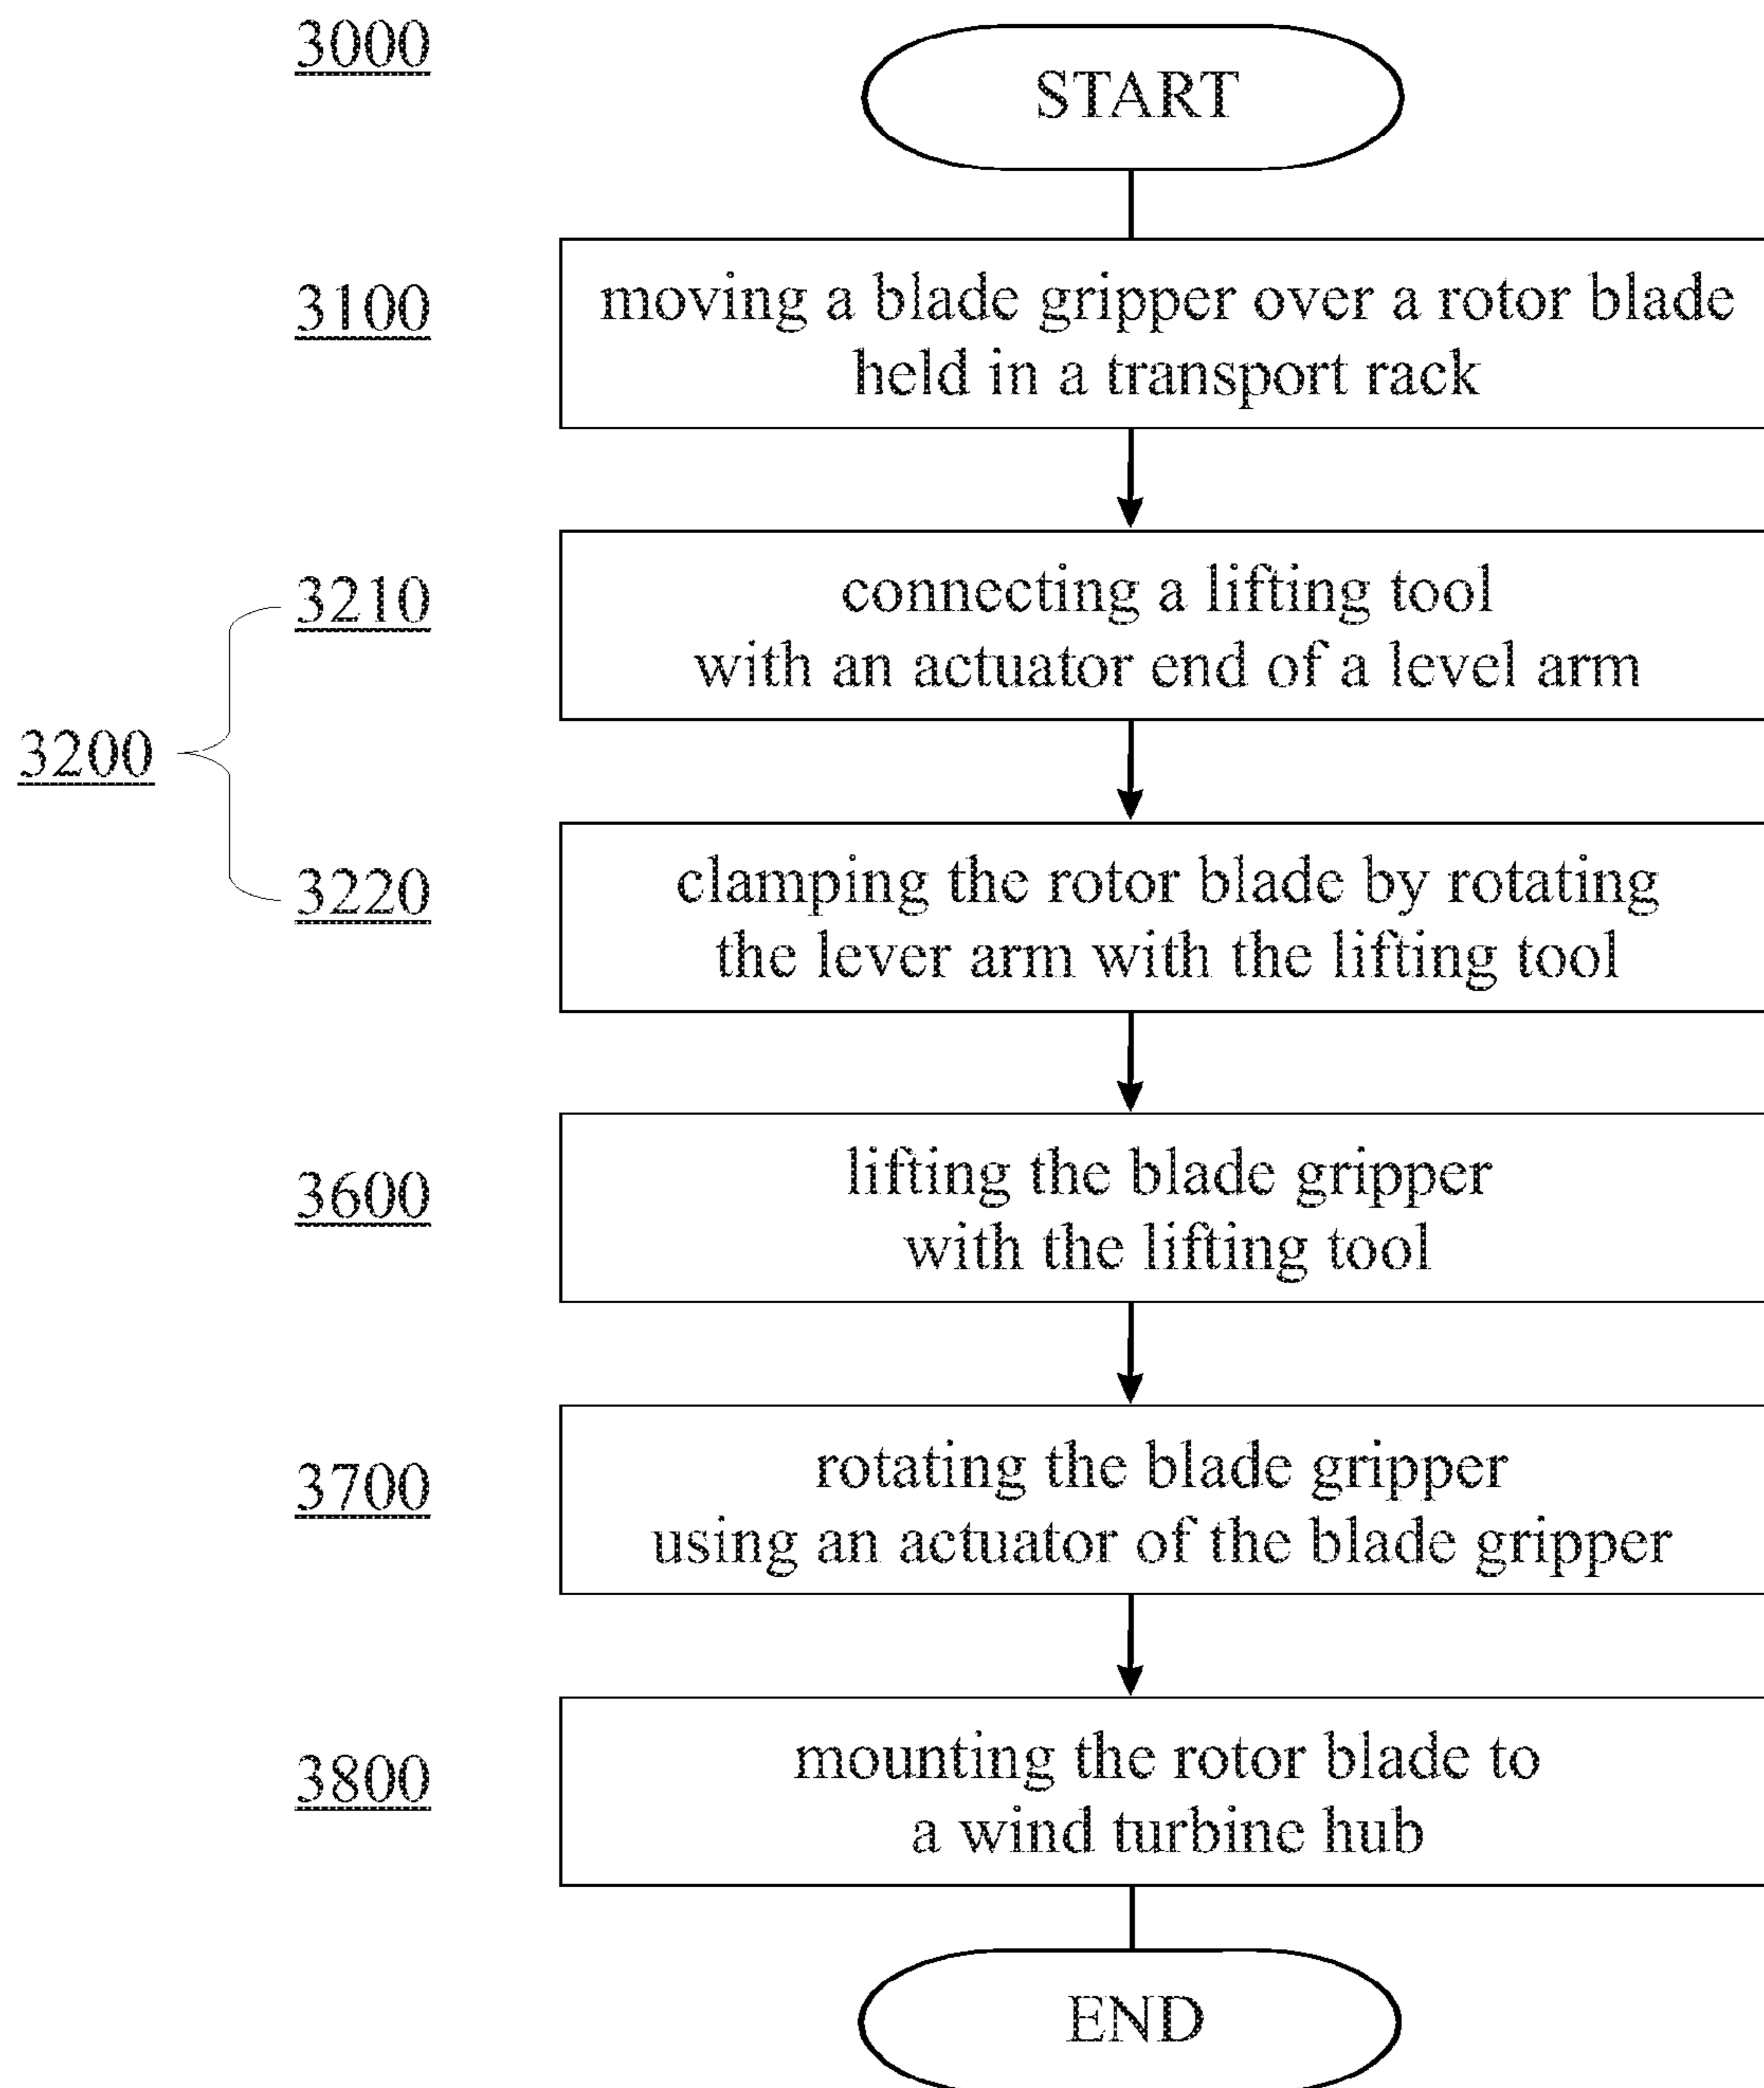 3000
START
3100
moving a blade gripper over a rotor blade
held in a transport rack
3200
3210
connecting a lifting tool
with an actuator end of a level arm
3220
clamping the rotor blade by rotating
the lever arm with the lifting tool
3600
lifting the blade gripper
with the lifting tool
3700
rotating the blade gripper
using an actuator of the blade gripper
3800
mounting the rotor blade to
a wind turbine hub
END